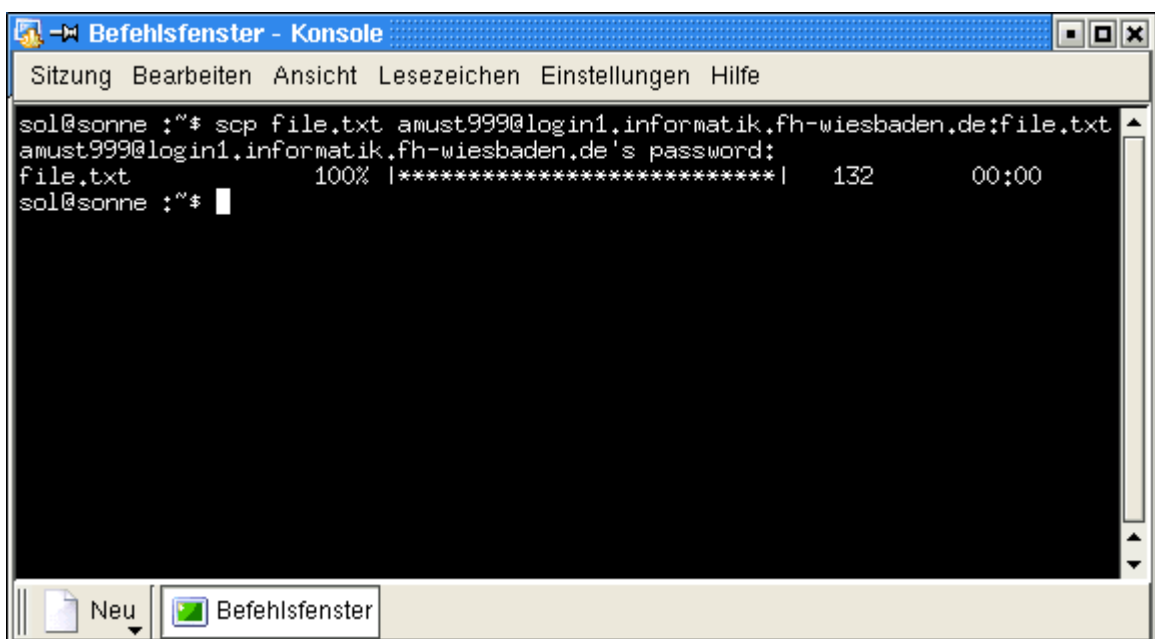 Befehlsfenster - Konsole
Sitzung Bearbeiten Ansicht Lesezeichen Einstellungen Hilfe
sol@sonne :~$ scp file.txt amust999@login1.informatik.fh-wiesbaden.de:file.txt
amust999@login1.informatik.fh-wiesbaden.de's password:
file.txt 100% |***************************| 132 00:00
sol@sonne :~$
Neu Befehlsfenster